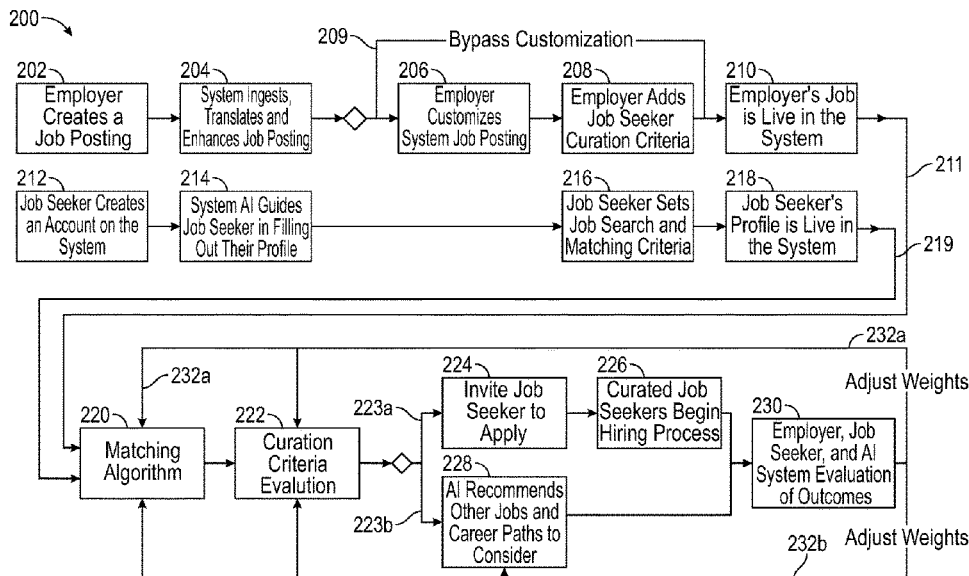 200
209
Bypass Customization
202
Employer
Creates a
Job Posting
204
System Ingests,
Translates and
Enhances Job Posting
206
Employer
Customizes
System Job Posting
208
Employer Adds
Job Seeker
Curation Criteria
210
Employer's Job
is Live in the
System
211
212
Job Seeker Creates
an Account on the
System
214
System AI Guides
Job Seeker in Filling
Out Their Profile
216
Job Seeker Sets
Job Search and
Matching Criteria
218
Job Seeker's
Profile is Live in
the System
219
232a
232a
Adjust Weights
220
Matching
Algorithm
222
Curation
Criteria
Evalution
223a
223b
224
Invite Job
Seeker to
Apply
226
Curated Job
Seekers Begin
Hiring Process
228
AI Recommends
Other Jobs and
Career Paths to
Consider
230
Employer, Job
Seeker, and AI
System Evaluation
of Outcomes
Adjust Weights
232b